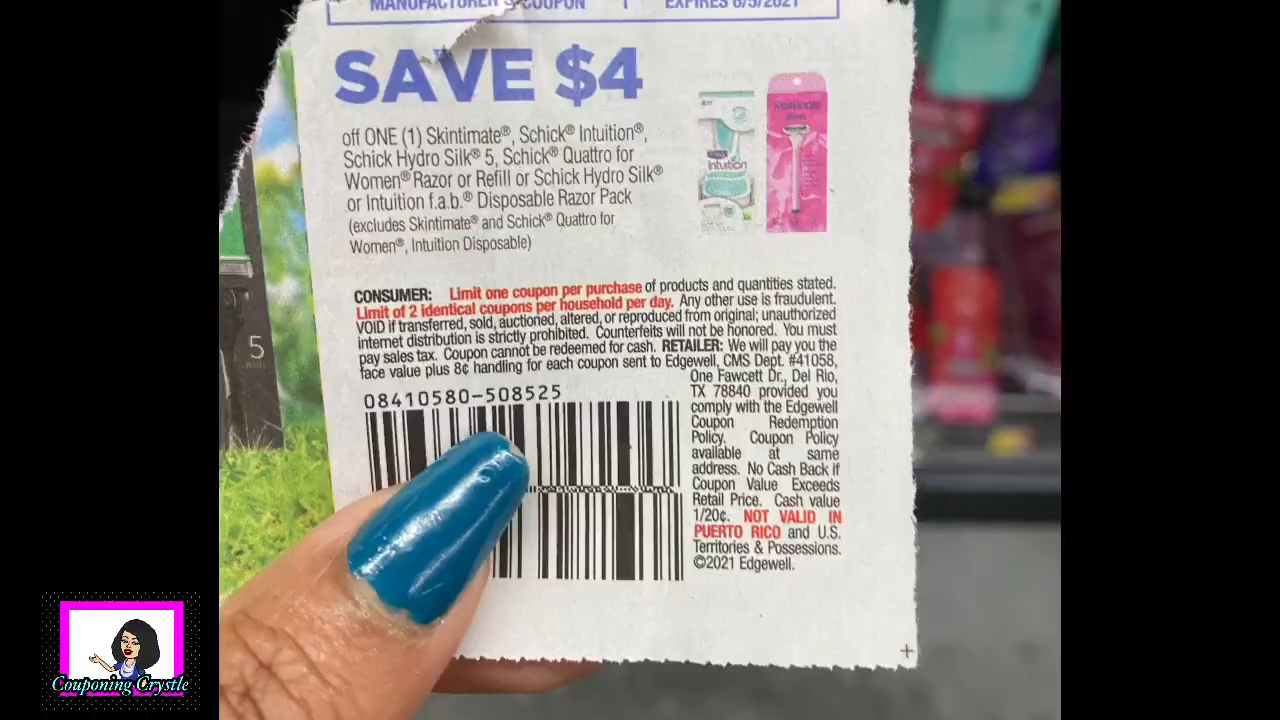 MANUFACTURER'S COUPON | EXPIRES 6/5/2021
SAVE $4
off ONE (1) Skintimate®, Schick® Intuition®,
Schick Hydro Silk® 5, Schick® Quattro for
Women® Razor or Refill or Schick Hydro Silk®
or Intuition f.a.b.® Disposable Razor Pack
(excludes Skintimate® and Schick® Quattro for
Women®, Intuition Disposable)
Intuition
Skintimate
CONSUMER: Limit one coupon per purchase of products and quantities stated.
Limit of 2 identical coupons per household per day. Any other use is fraudulent.
VOID if transferred, sold, auctioned, altered, or reproduced from original; unauthorized
internet distribution is strictly prohibited. Counterfeits will not be honored. You must
pay sales tax. Coupon cannot be redeemed for cash. RETAILER: We will pay you the
face value plus 8¢ handling for each coupon sent to Edgewell, CMS Dept. #41058,
One Fawcett Dr., Del Rio,
TX 78840 provided you
comply with the Edgewell
Coupon Redemption
Policy. Coupon Policy
available at same
address. No Cash Back if
Coupon Value Exceeds
Retail Price. Cash value
1/20¢. NOT VALID IN
PUERTO RICO and U.S.
Territories & Possessions.
©2021 Edgewell.
08410580-508525
5
Couponing Crystle